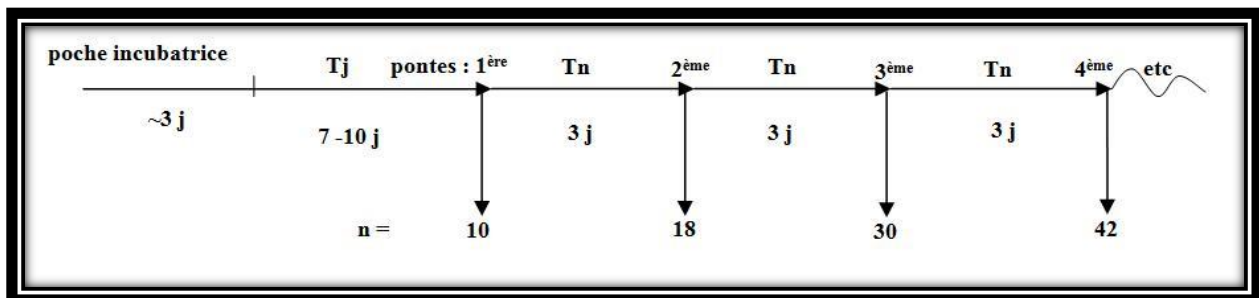 poche incubatrice
Tj pontes : 1ère Tn 2ème Tn 3ème Tn 4ème etc
~3 j 7 -10 j 3 j 3 j 3 j
n = 10 18 30 42